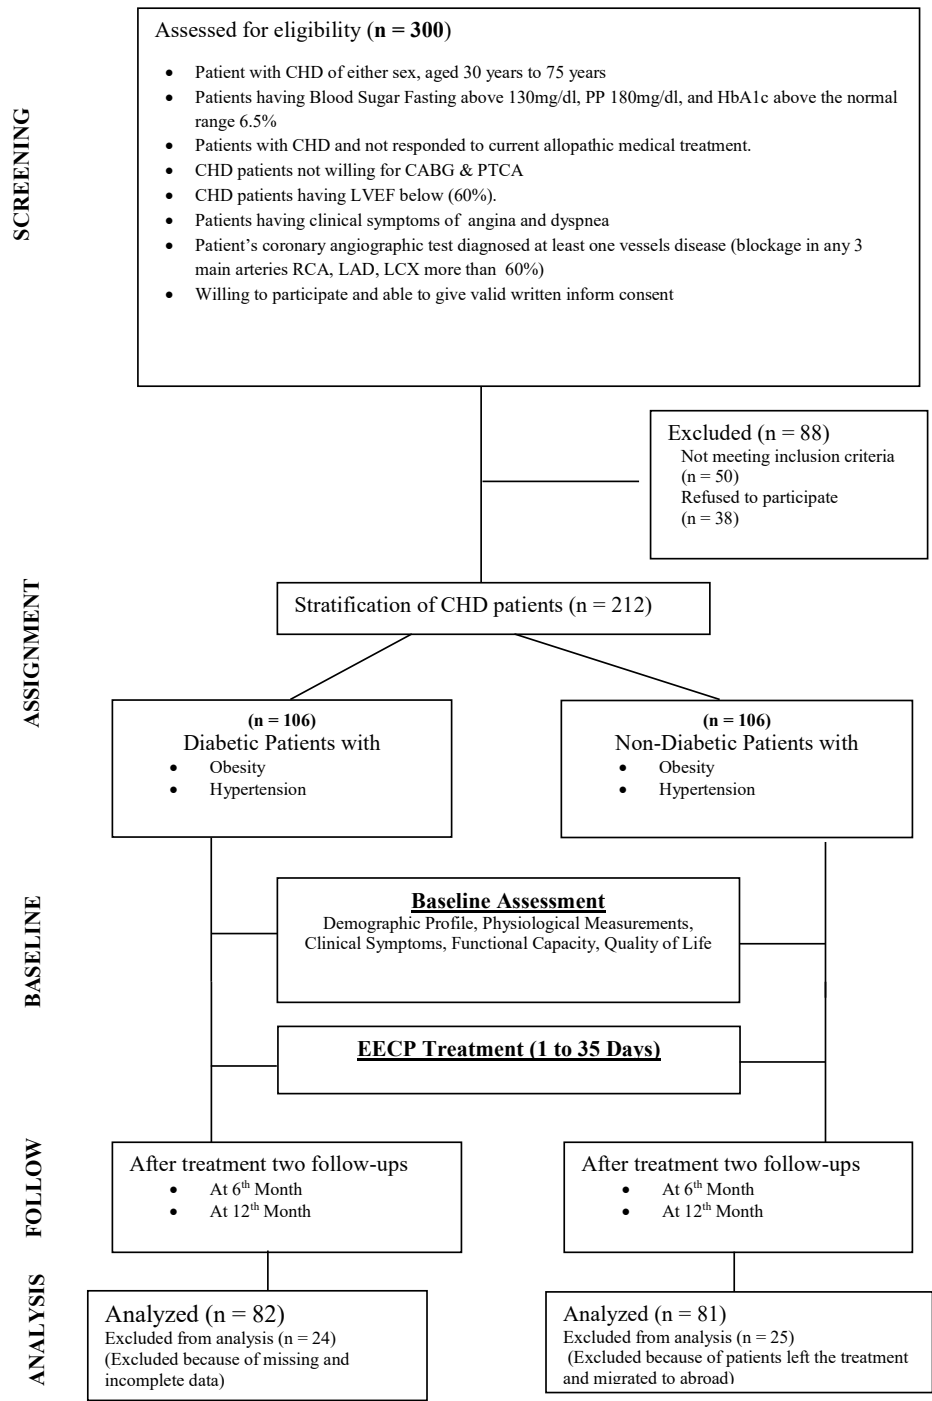 SCREENING
Assessed for eligibility (n = 300)
• Patient with CHD of either sex, aged 30 years to 75 years
• Patients having Blood Sugar Fasting above 130mg/dl, PP 180mg/dl, and HbA1c above the normal
range 6.5%
• Patients with CHD and not responded to current allopathic medical treatment.
• CHD patients not willing for CABG & PTCA
• CHD patients having LVEF below (60%).
• Patients having clinical symptoms of angina and dyspnea
• Patient's coronary angiographic test diagnosed at least one vessels disease (blockage in any 3
main arteries RCA, LAD, LCX more than 60%)
• Willing to participate and able to give valid written inform consent
Excluded (n = 88)
Not meeting inclusion criteria
(n = 50)
Refused to participate
(n = 38)
ASSIGNMENT
Stratification of CHD patients (n = 212)
(n = 106)
Diabetic Patients with
• Obesity
• Hypertension
(n = 106)
Non-Diabetic Patients with
• Obesity
• Hypertension
BASELINE
Baseline Assessment
Demographic Profile, Physiological Measurements,
Clinical Symptoms, Functional Capacity, Quality of Life
EECP Treatment (1 to 35 Days)
FOLLOW
After treatment two follow-ups
• At 6th Month
• At 12th Month
After treatment two follow-ups
• At 6th Month
• At 12th Month
ANALYSIS
Analyzed (n = 82)
Excluded from analysis (n = 24)
(Excluded because of missing and
incomplete data)
Analyzed (n = 81)
Excluded from analysis (n = 25)
(Excluded because of patients left the treatment
and migrated to abroad)